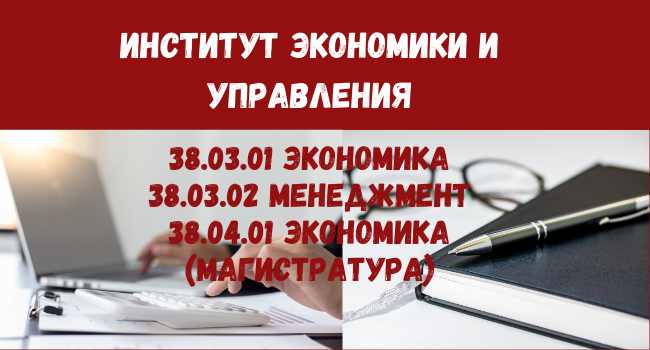 ИНСТИТУТ ЭКОНОМИКИ И
УПРАВЛЕНИЯ
38.03.01 ЭКОНОМИКА
38.03.02 МЕНЕДЖМЕНТ
38.04.01 ЭКОНОМИКА
(МАГИСТРАТУРА)